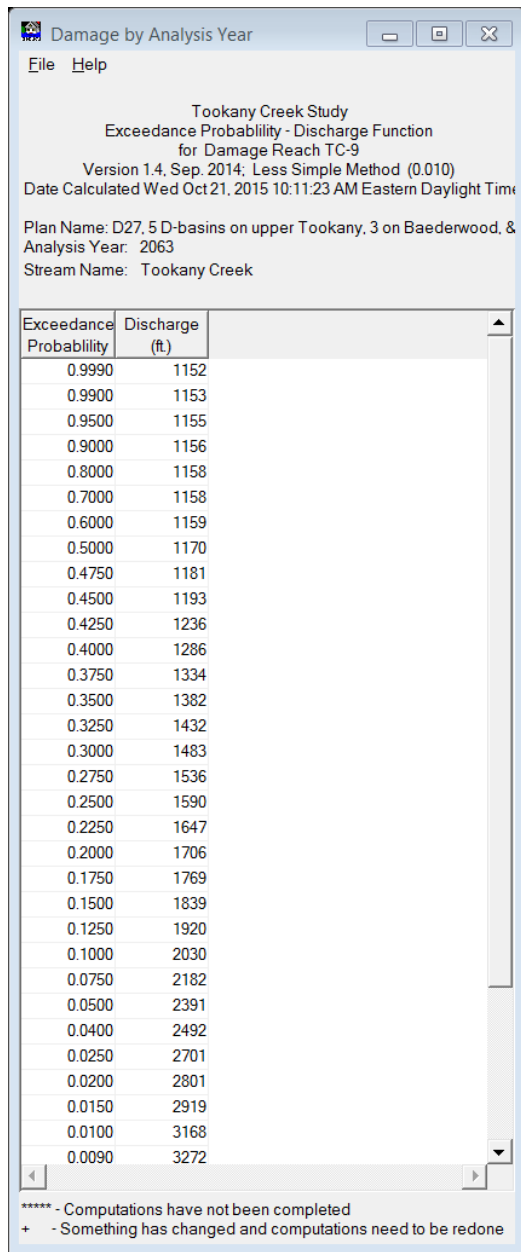 Damage by Analysis Year
File Help
Tookany Creek Study
Exceedance Probablility - Discharge Function
for Damage Reach TC-9
Version 1.4, Sep. 2014; Less Simple Method (0.010)
Date Calculated Wed Oct 21, 2015 10:11:23 AM Eastern Daylight Time
Plan Name: D27, 5 D-basins on upper Tookany, 3 on Baederwood, &
Analysis Year: 2063
Stream Name: Tookany Creek
Exceedance Discharge
Probablility (ft.)
0.9990 1152
0.9900 1153
0.9500 1155
0.9000 1156
0.8000 1158
0.7000 1158
0.6000 1159
0.5000 1170
0.4750 1181
0.4500 1193
0.4250 1236
0.4000 1286
0.3750 1334
0.3500 1382
0.3250 1432
0.3000 1483
0.2750 1536
0.2500 1590
0.2250 1647
0.2000 1706
0.1750 1769
0.1500 1839
0.1250 1920
0.1000 2030
0.0750 2182
0.0500 2391
0.0400 2492
0.0250 2701
0.0200 2801
0.0150 2919
0.0100 3168
0.0090 3272
***** - Computations have not been completed
+ - Something has changed and computations need to be redone